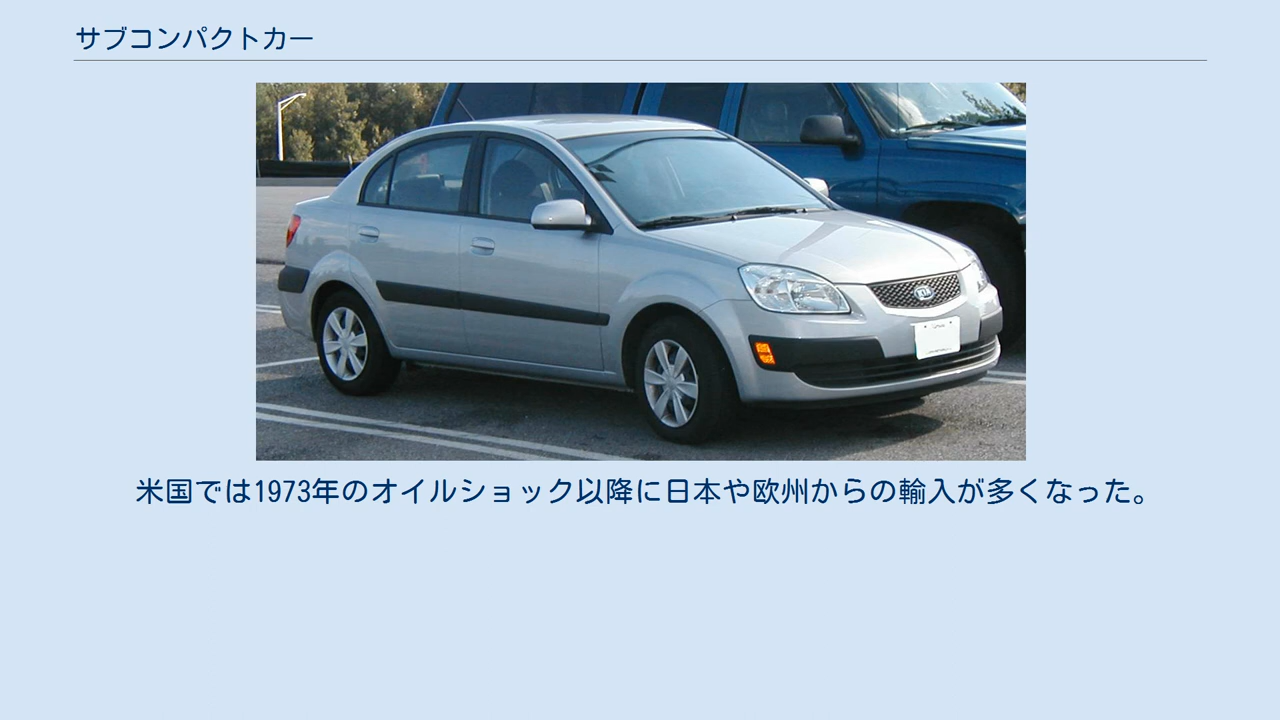 サブコンパクトカー
KIA
米国では1973年のオイルショック以降に日本や欧州からの輸入が多くなった。